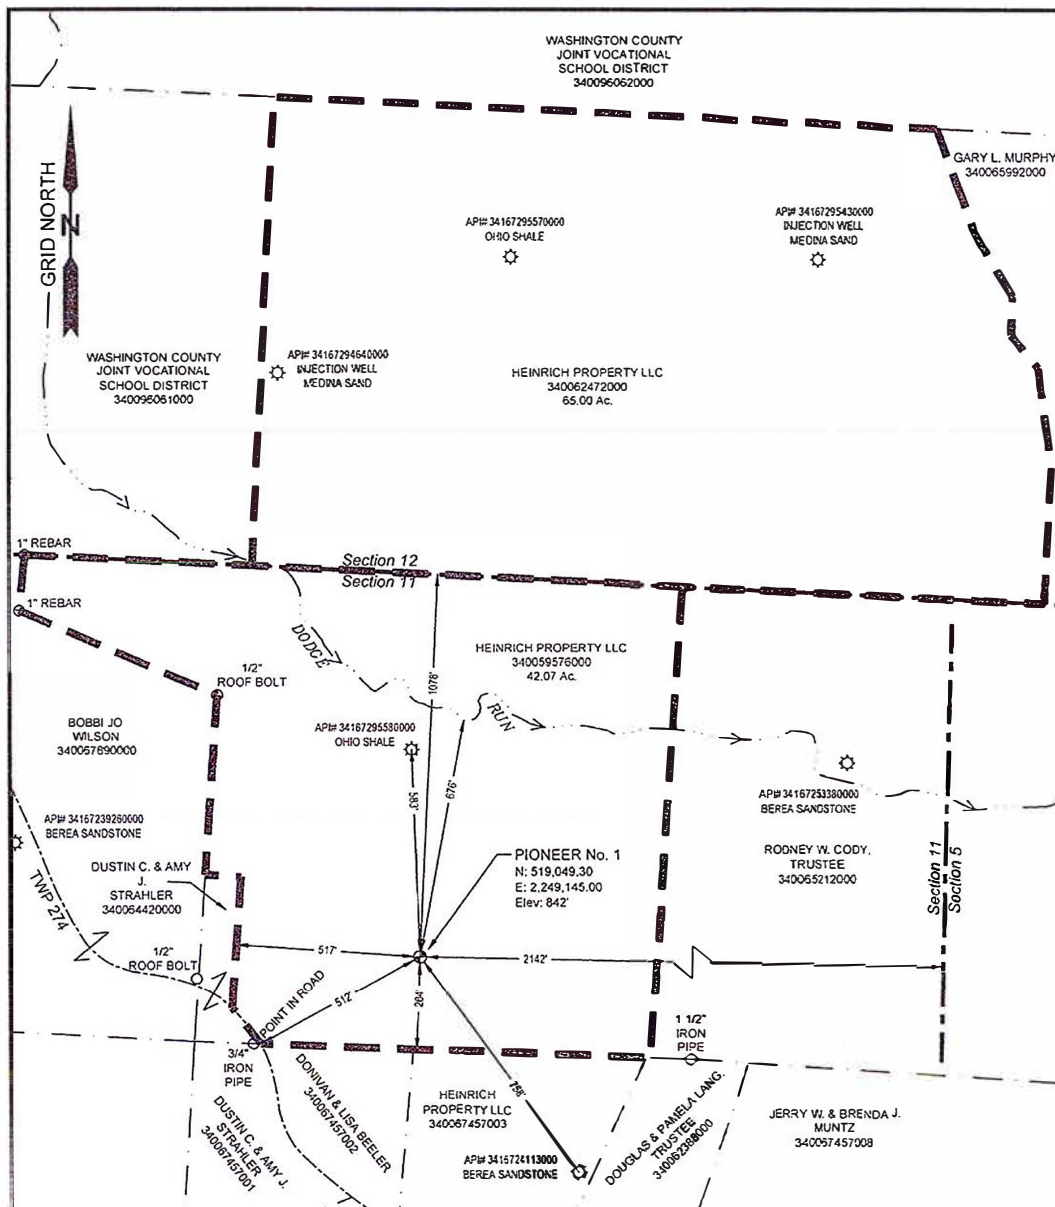 WASHINGTON COUNTY
JOINT VOCATIONAL
SCHOOL DISTRICT
340096062000
GARY L. MURPHY
340065992000
GRID NORTH
N
API# 34167295570000
OHIO SHALE
API# 34167295430000
INJECTION WELL
MEDINA SAND
WASHINGTON COUNTY
JOINT VOCATIONAL
SCHOOL DISTRICT
340096061000
API# 34167294640000
INJECTION WELL
MEDINA SAND
HEINRICH PROPERTY LLC
340062472000
65.00 Ac.
1" REBAR
Section 12
Section 11
1" REBAR
DODGE
RUN
1/2"
ROOF BOLT
HEINRICH PROPERTY LLC
340059576000
42.07 Ac.
1078'
BOBBI JO
WILSON
340057690000
API# 34167295580000
OHIO SHALE
583'
676'
API# 34167253380000
BEREA SANDSTONE
API# 34167239260000
BEREA SANDSTONE
TWP 274
DUSTIN C. & AMY
J.
STRAHLER
340064420000
PIONEER No. 1
N: 519,049.30
E: 2,249,145.00
Elev: 842'
RODNEY W. CODY,
TRUSTEE
340065212000
Section 11
Section 5
1/2"
ROOF BOLT
517'
2142'
512'
264'
POINT IN ROAD
3/4"
IRON
PIPE
1 1/2"
IRON
PIPE
758'
DONIVAN & LISA BEELER
340067457002
HEINRICH
PROPERTY LLC
340067457003
DUSTIN C. & AMY J.
STRAHLER
340067457001
DOUGLAS & PAMELA LANG,
TRUSTEE
JERRY W. & BRENDA J.
MUNTZ
340067457008
API# 34167241113000
BEREA SANDSTONE